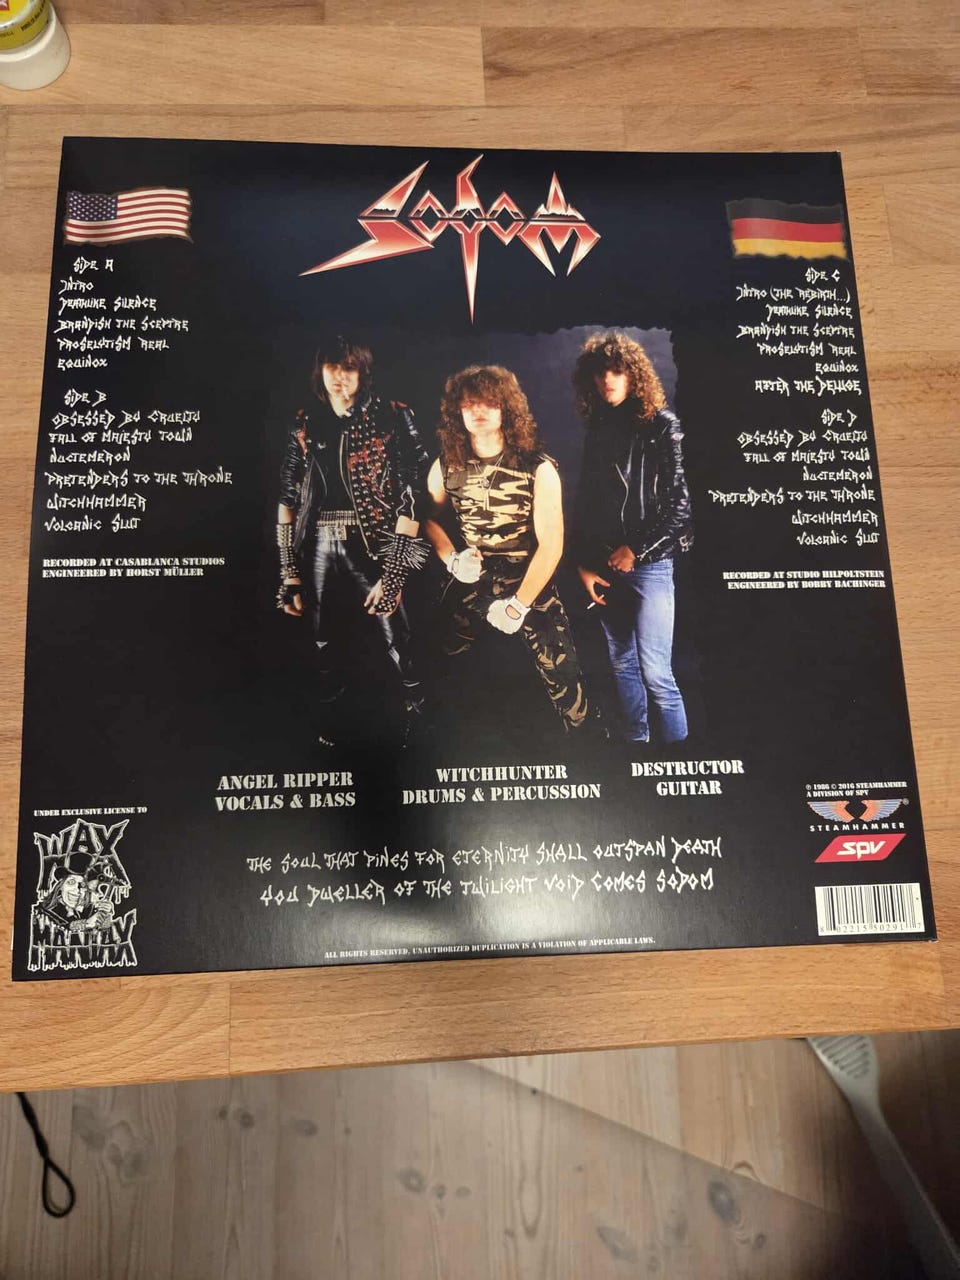 SODOM
SIDE A
INTRO
DEATHLIKE SILENCE
BRANDISH THE SCEPTRE
PROSELYTISM REAL
EQUINOX
SIDE B
OBSESSED BY CRUELTY
FALL OF MAJESTY TOWN
NUCTEMERON
PRETENDERS TO THE THRONE
WITCHHAMMER
VOLCANIC SLUT
RECORDED AT CASABLANCA STUDIOS
ENGINEERED BY HORST MÜLLER
SIDE C
INTRO (THE REBIRTH...)
DEATHLIKE SILENCE
BRANDISH THE SCEPTRE
PROSELYTISM REAL
EQUINOX
AFTER THE DELUGE
SIDE D
OBSESSED BY CRUELTY
FALL OF MAJESTY TOWN
NUCTEMERON
PRETENDERS TO THE THRONE
WITCHHAMMER
VOLCANIC SLUT
RECORDED AT STUDIO HILPOLTSTEIN
ENGINEERED BY BOBBY BACHINGER
ANGEL RIPPER
VOCALS & BASS
WITCHHUNTER
DRUMS & PERCUSSION
DESTRUCTOR
GUITAR
THE SOUL THAT PINES FOR ETERNITY SHALL OUTSPAN DEATH
YOU DWELLER OF THE TWILIGHT VOID COMES SODOM
UNDER EXCLUSIVE LICENSE TO
WAX
MANIAX
℗ 1986 © 2016 STEAMHAMMER
A DIVISION OF SPV
STEAMHAMMER
SPV
8 02215 50291 7
ALL RIGHTS RESERVED. UNAUTHORIZED DUPLICATION IS A VIOLATION OF APPLICABLE LAWS.